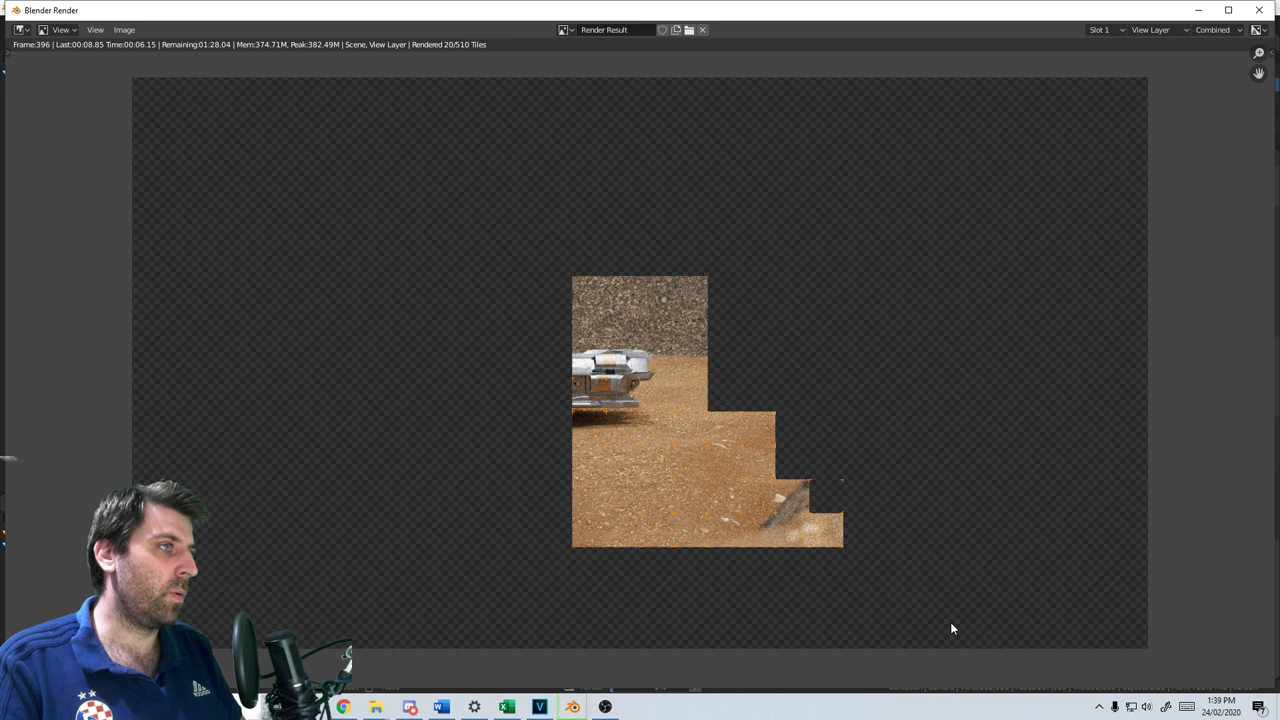 Blender Render
View View Image Render Result Slot 1 View Layer Combined
Frame:396 | Last:00:08.85 Time:00:06.15 | Remaining:01:28.04 | Mem:374.71M, Peak:382.49M | Scene, View Layer | Rendered 20/510 Tiles
1:39 PM
24/02/2020